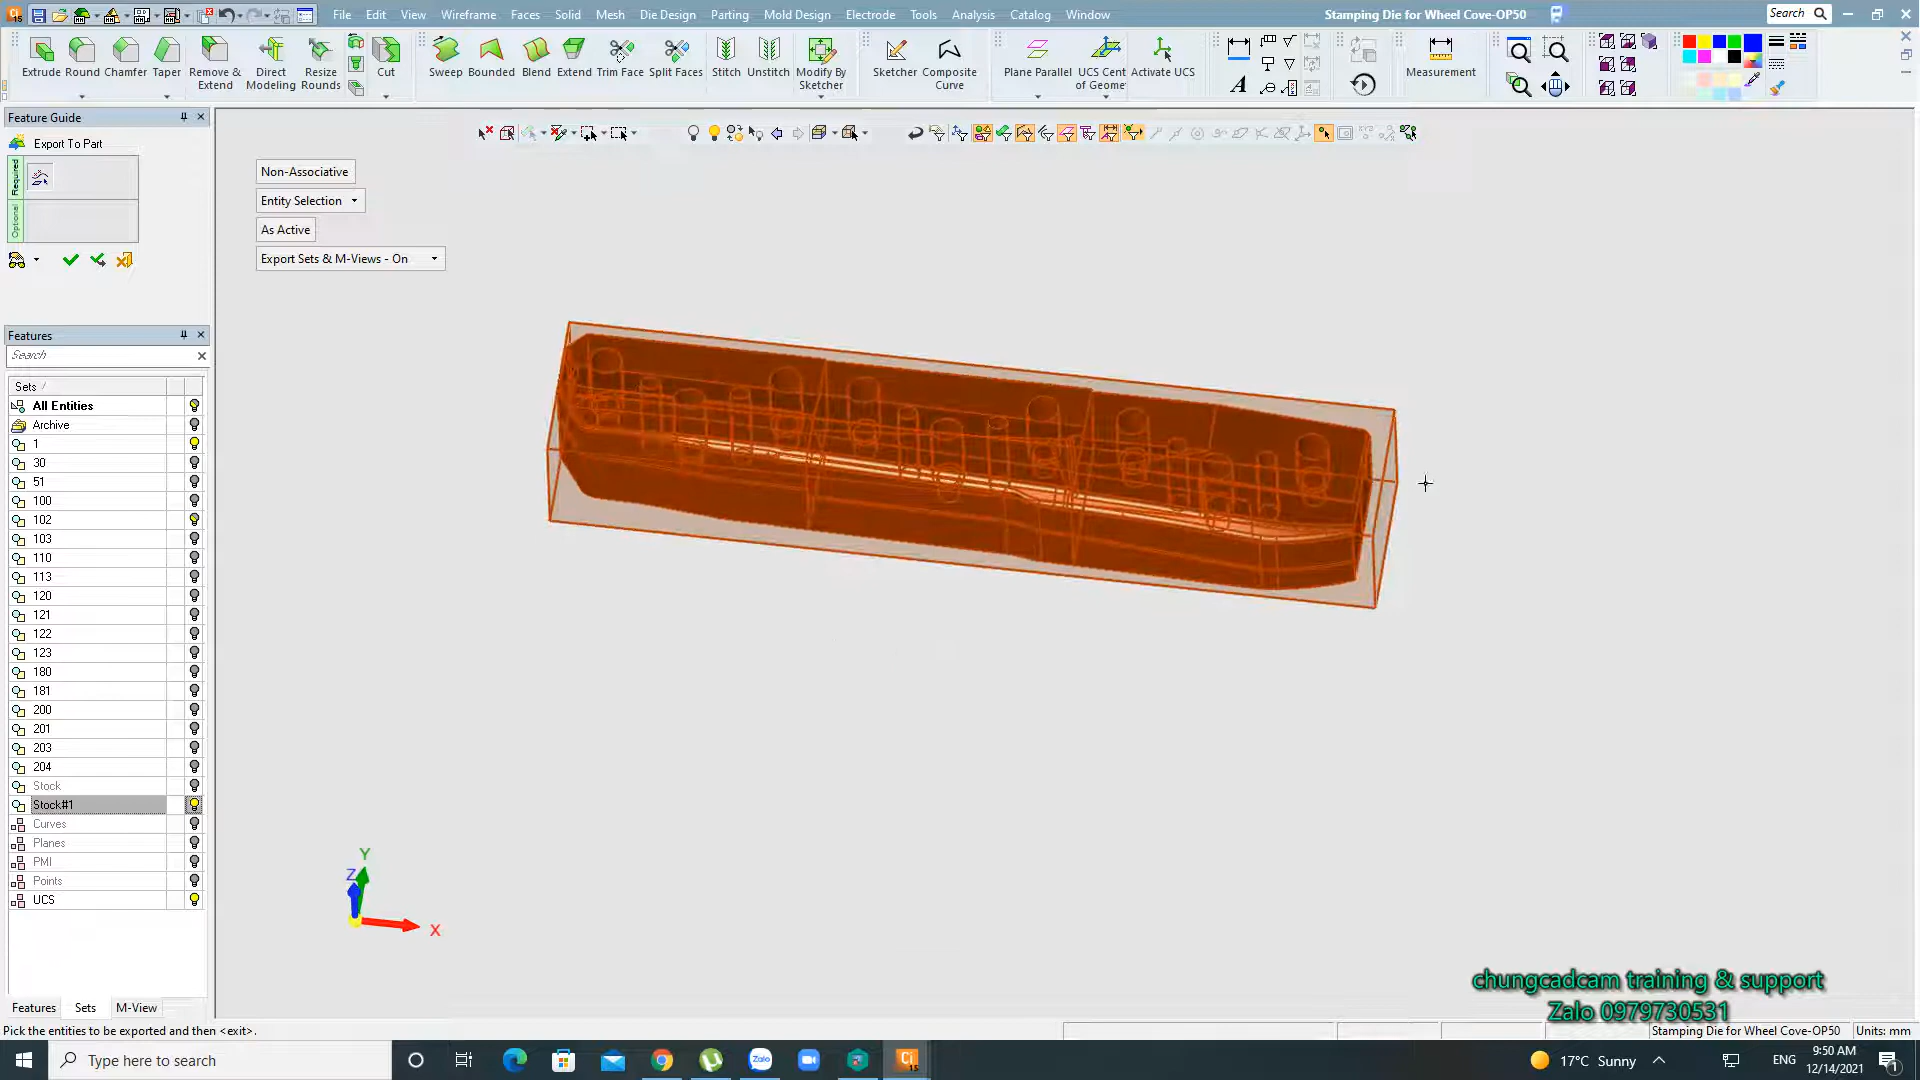 File Edit View Wireframe Faces Solid Mesh Die Design Parting Mold Design Electrode Tools Analysis Catalog Window
Stamping Die for Wheel Cove-OP50
Search
Extrude Round Chamfer Taper Remove & Extend Direct Modeling Resize Rounds Cut Sweep Bounded Blend Extend Trim Face Split Faces Stitch Unstitch Modify By Sketcher Sketcher Composite Curve Plane Parallel UCS Cent of Geome Activate UCS Measurement
Feature Guide
Export To Part
Required
Optional
Non-Associative
Entity Selection
As Active
Export Sets & M-Views - On
Features
Search
Sets
All Entities
Archive
1
30
51
100
102
103
110
113
120
121
122
123
180
181
200
201
203
204
Stock
Stock#1
Curves
Planes
PMI
Points
UCS
Y
Z
X
Features Sets M-View
chungcadcam training & support
Zalo 0979730531
Pick the entities to be exported and then <exit>.
Stamping Die for Wheel Cove-OP50 Units: mm
Type here to search
Zalo
Ci
15
17°C Sunny
ENG
9:50 AM
12/14/2021
1